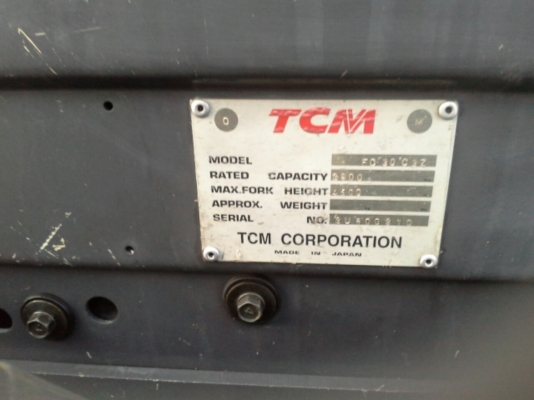 TCM
MODEL
RATED CAPACITY
MAX.FORK HEIGHT
APPROX. WEIGHT
SERIAL NO.
TCM CORPORATION
MADE IN JAPAN